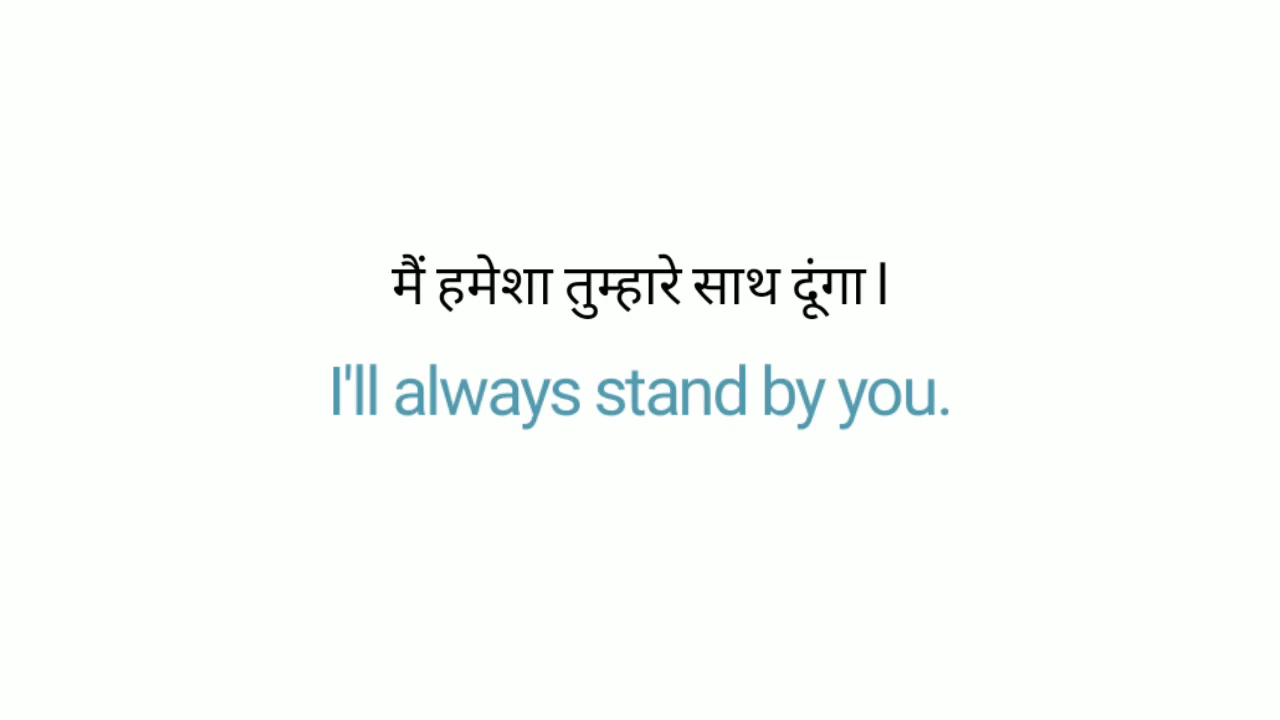 मैं हमेशा तुम्हारे साथ दूंगा l
I'll always stand by you.